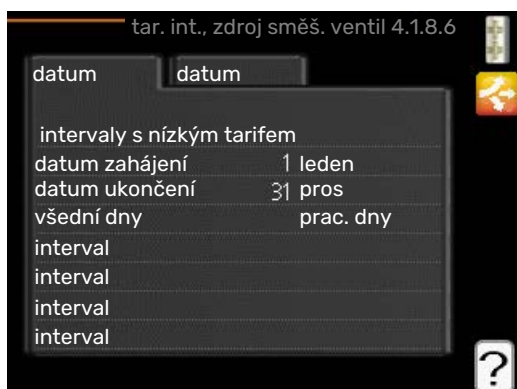 tar. int., zdroj směš. ventil 4.1.8.6
datum datum
intervaly s nízkým tarifem
datum zahájení 1 leden
datum ukončení 31 pros
všední dny prac. dny
interval
interval
interval
interval
?